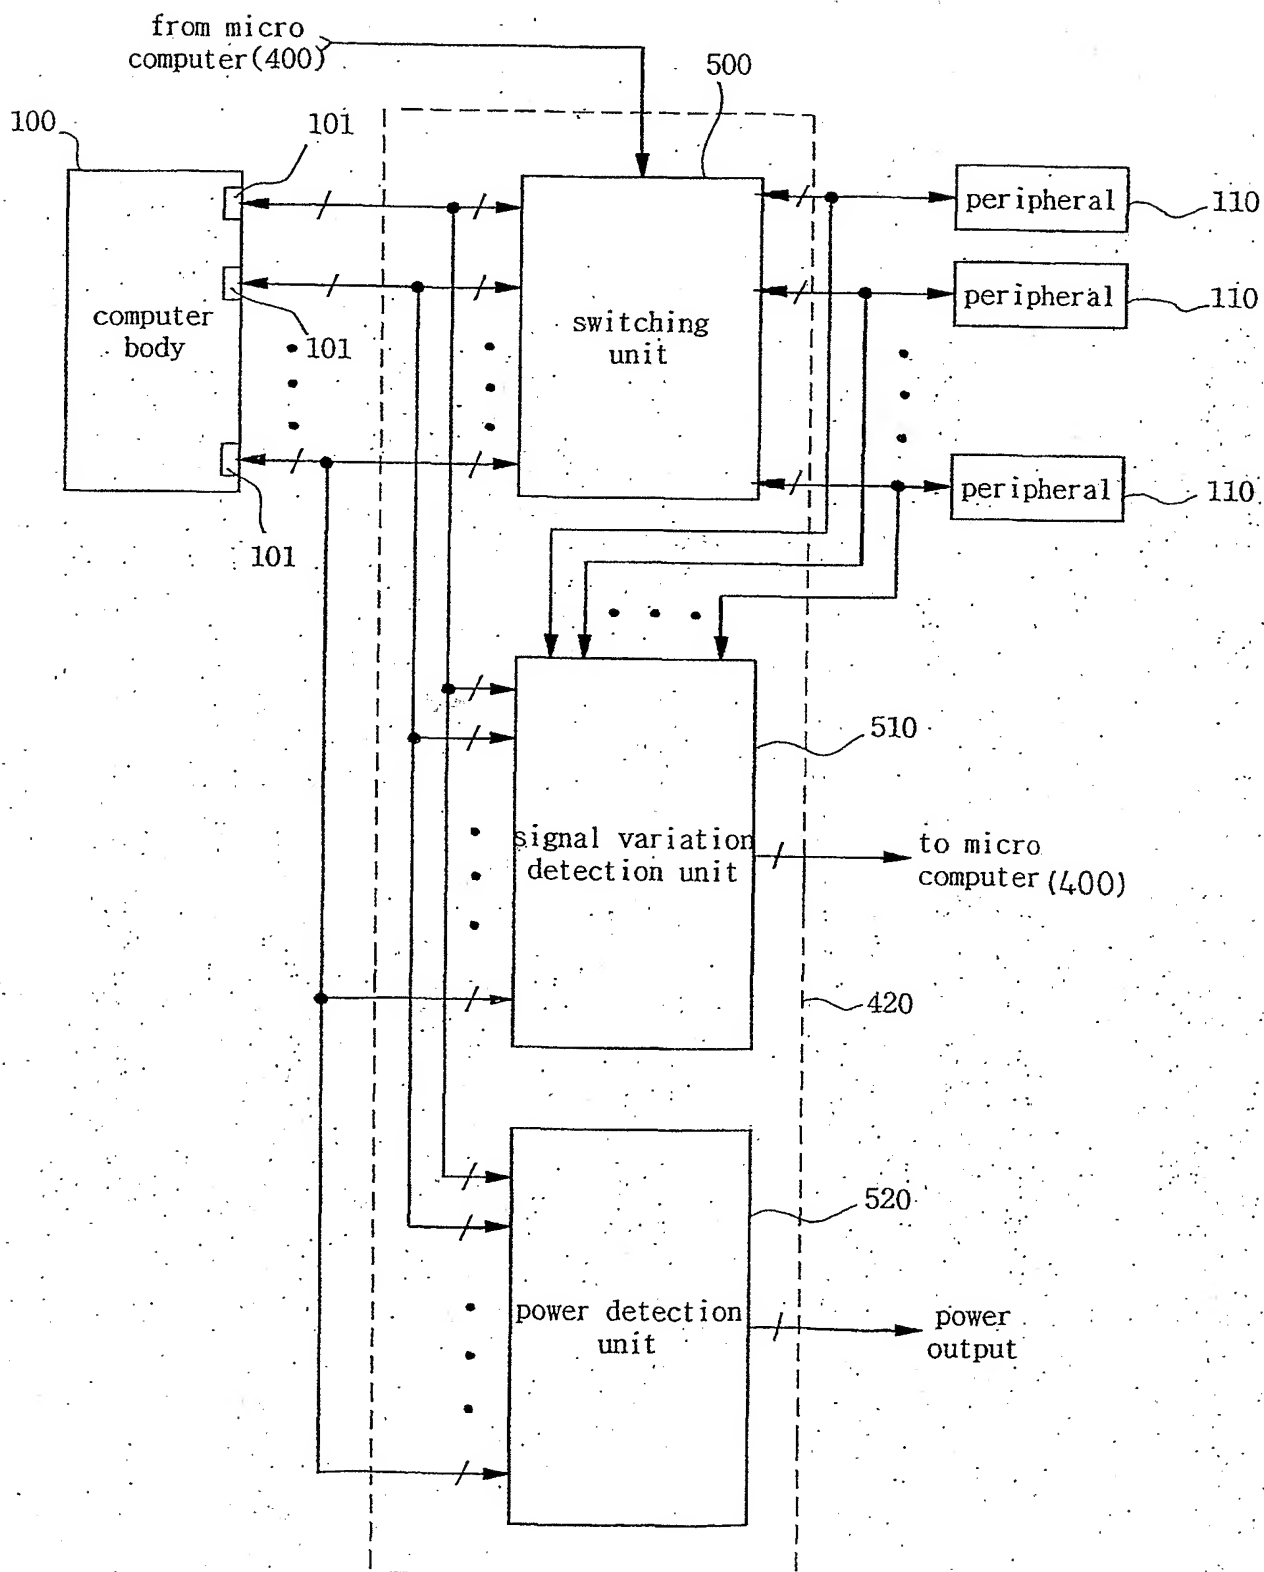 from micro
computer(400)
500
100
101
peripheral
110
peripheral
110
computer
body
101
switching
unit
peripheral
110
101
510
signal variation
detection unit
to micro
computer(400)
420
520
power detection
unit
power
output